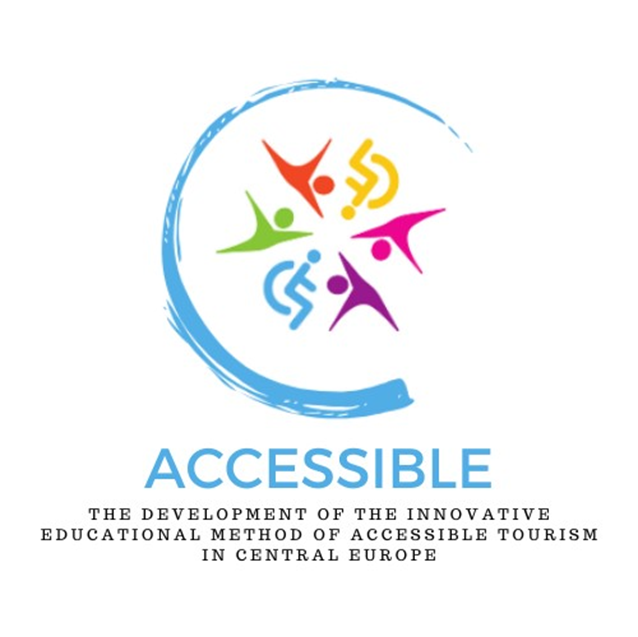 ACCESSIBLE
THE DEVELOPMENT OF THE INNOVATIVE
EDUCATIONAL METHOD OF ACCESSIBLE TOURISM
IN CENTRAL EUROPE